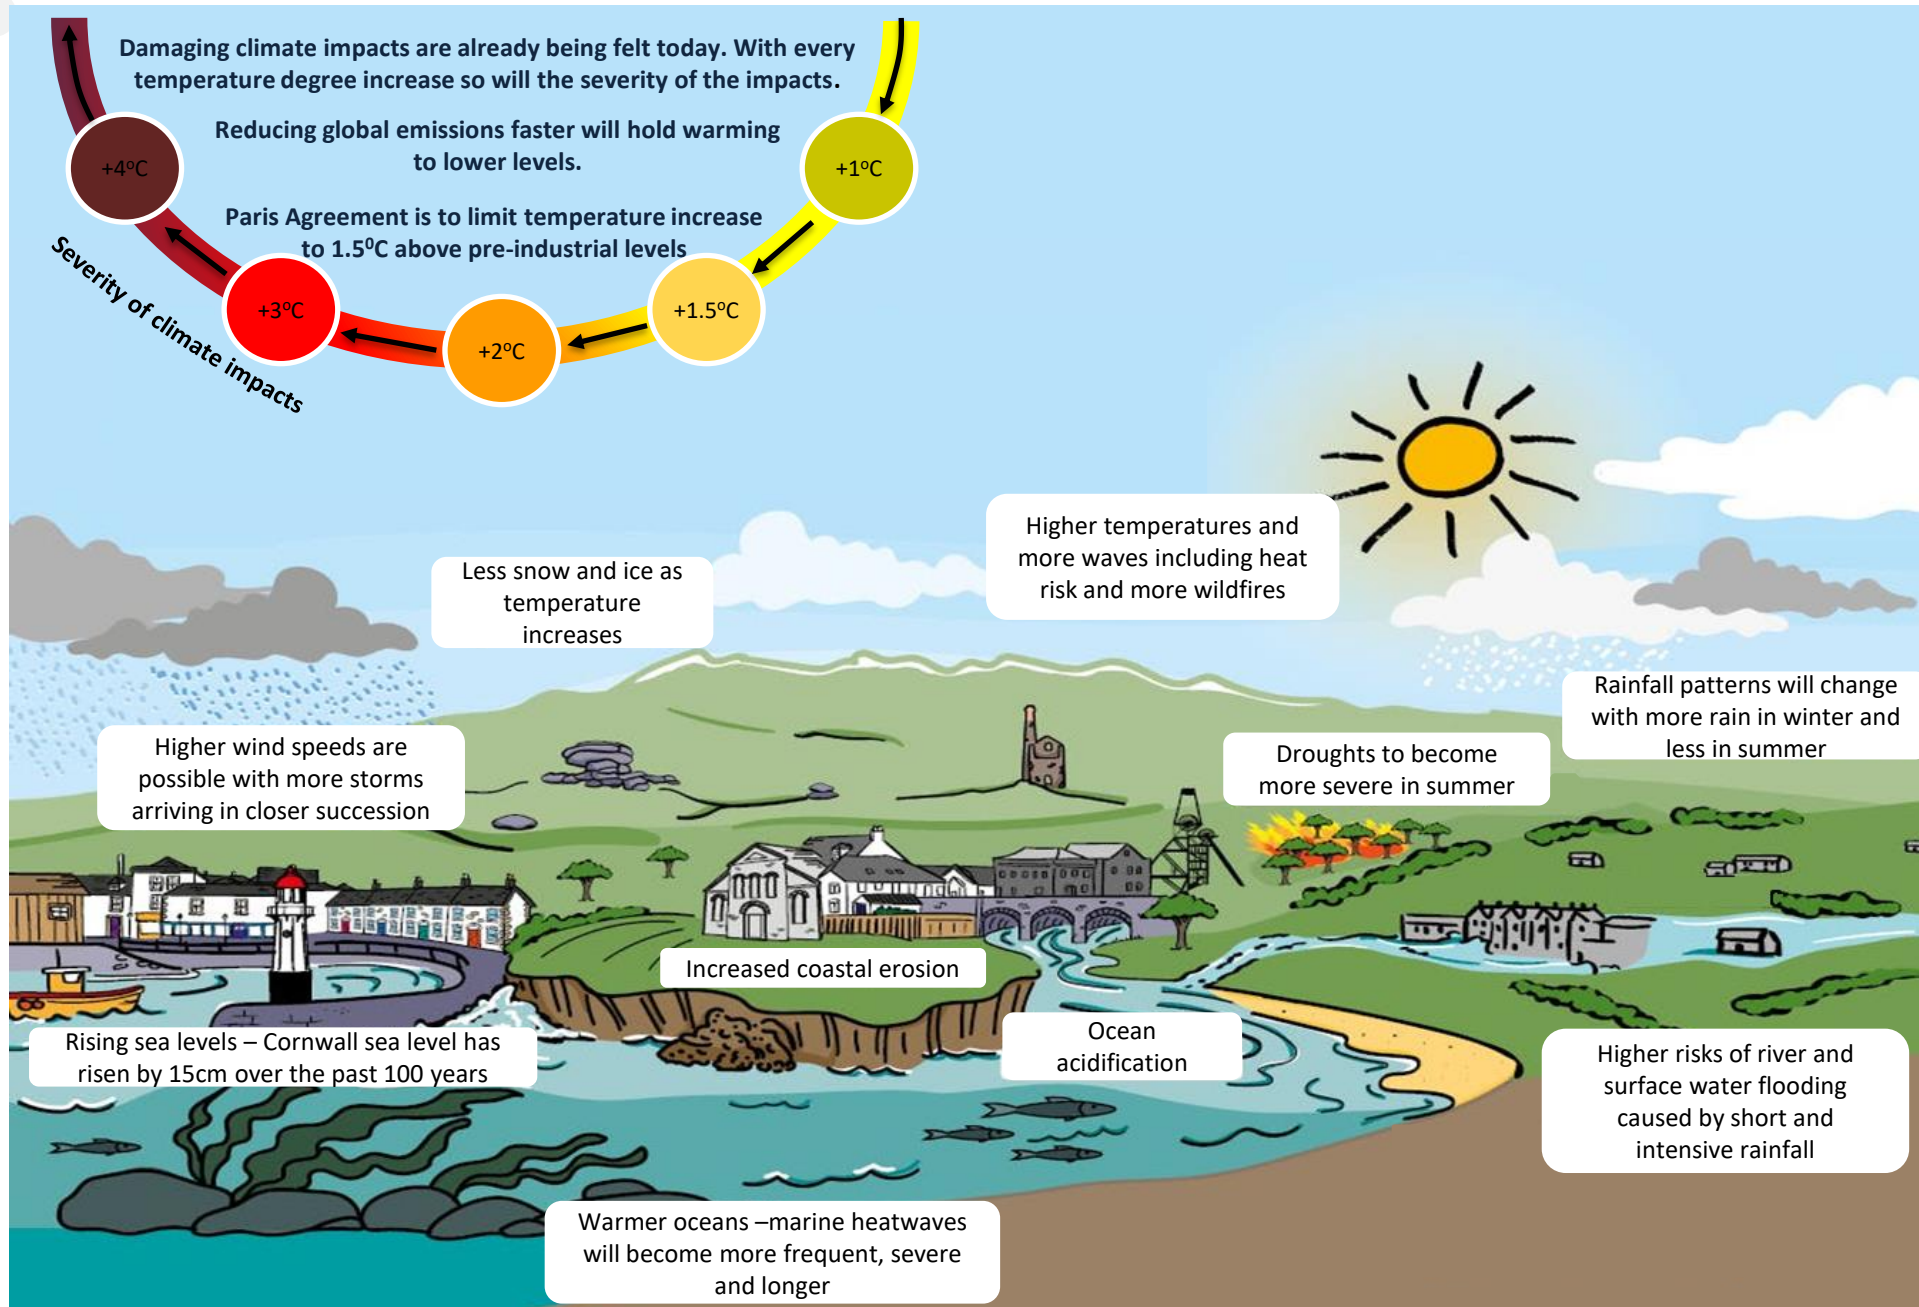 Damaging climate impacts are already being felt today. With every
temperature degree increase so will the severity of the impacts.
Reducing global emissions faster will hold warming
to lower levels.
Paris Agreement is to limit temperature increase
to 1.5⁰C above pre-industrial levels
+1ºC
+1.5ºC
+2ºC
+3ºC
+4ºC
Severity of climate impacts
Higher temperatures and
more waves including heat
risk and more wildfires
Less snow and ice as
temperature
increases
Rainfall patterns will change
with more rain in winter and
less in summer
Higher wind speeds are
possible with more storms
arriving in closer succession
Droughts to become
more severe in summer
Increased coastal erosion
Rising sea levels – Cornwall sea level has
risen by 15cm over the past 100 years
Ocean
acidification
Higher risks of river and
surface water flooding
caused by short and
intensive rainfall
Warmer oceans –marine heatwaves
will become more frequent, severe
and longer